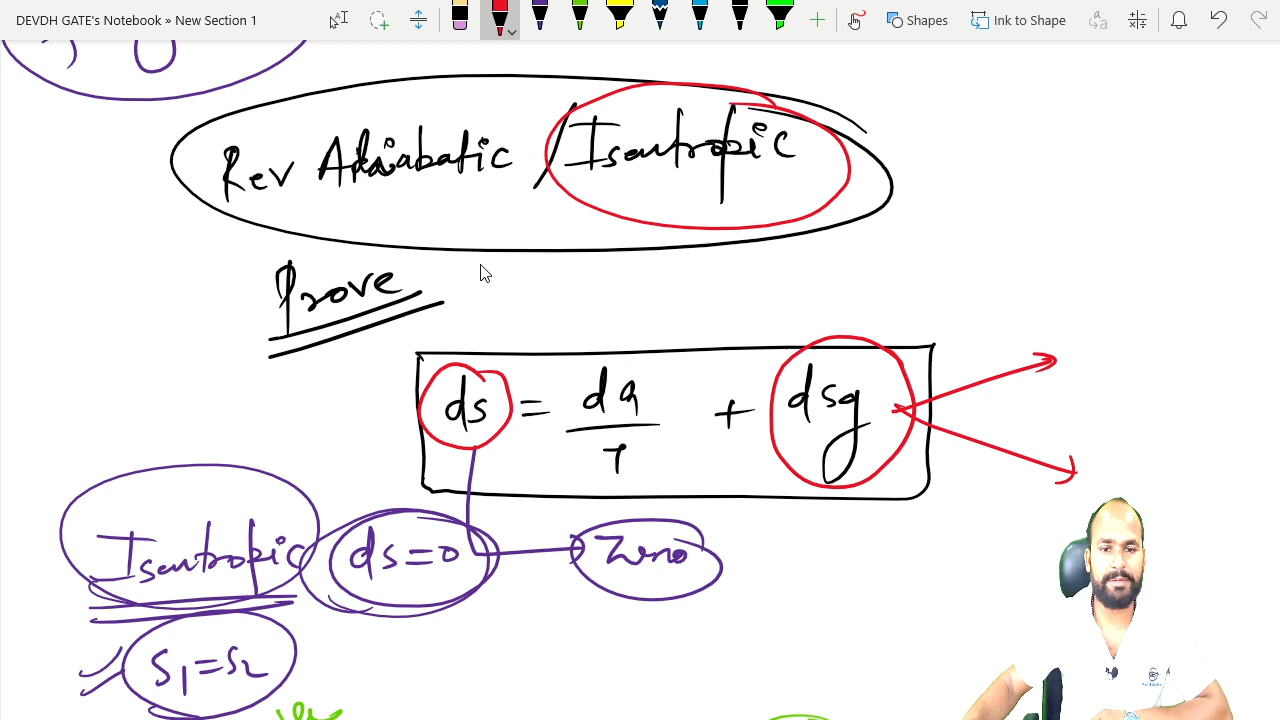 DEVDH GATE's Notebook » New Section 1
Shapes
Ink to Shape
Rev Adiabatic / Isentropic
Prove
ds = dQ/T + dsg
Isentropic ds=0 Zero
S1=S2